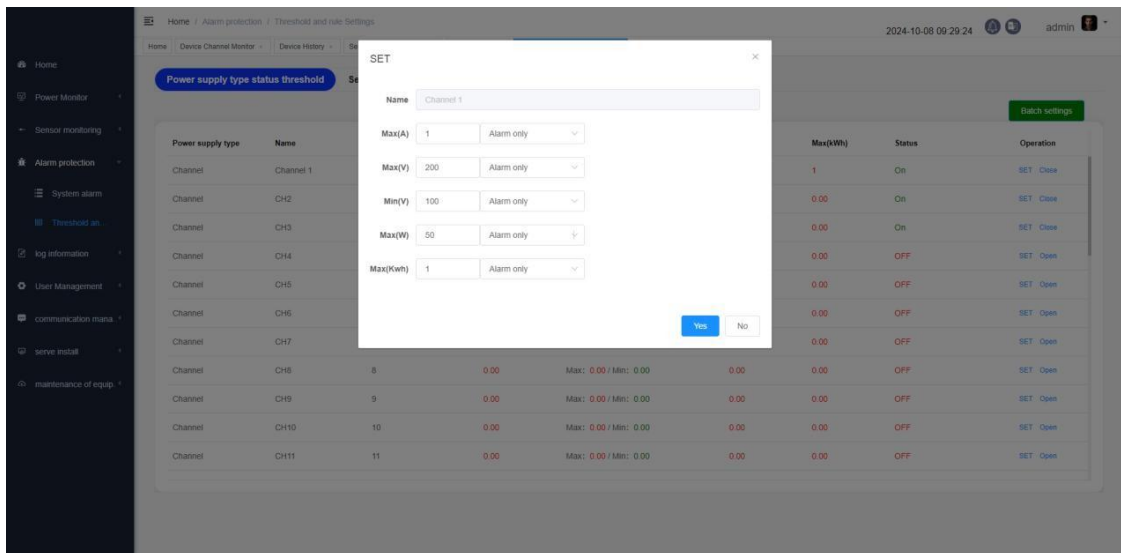 Home / Alarm protection / Threshold and rule Settings
2024-10-08 09:29:24 admin
Home Device Channel Monitor × Device History × Se
Home
Power Monitor
Sensor monitoring
Alarm protection
System alarm
Threshold an...
log information
User Management
communication mana..
serve install
maintenance of equip.
Power supply type status threshold Se
Batch settings
Power supply type Name Max(kWh) Status Operation
Channel Channel 1 1 On SET Close
Channel CH2 0.00 On SET Close
Channel CH3 0.00 On SET Close
Channel CH4 0.00 OFF SET Open
Channel CH5 0.00 OFF SET Open
Channel CH6 0.00 OFF SET Open
Channel CH7 0.00 OFF SET Open
Channel CH8 8 0.00 Max: 0.00 / Min: 0.00 0.00 0.00 OFF SET Open
Channel CH9 9 0.00 Max: 0.00 / Min: 0.00 0.00 0.00 OFF SET Open
Channel CH10 10 0.00 Max: 0.00 / Min: 0.00 0.00 0.00 OFF SET Open
Channel CH11 11 0.00 Max: 0.00 / Min: 0.00 0.00 0.00 OFF SET Open
SET
Name Channel 1
Max(A) 1 Alarm only
Max(V) 200 Alarm only
Min(V) 100 Alarm only
Max(W) 50 Alarm only
Max(Kwh) 1 Alarm only
Yes No